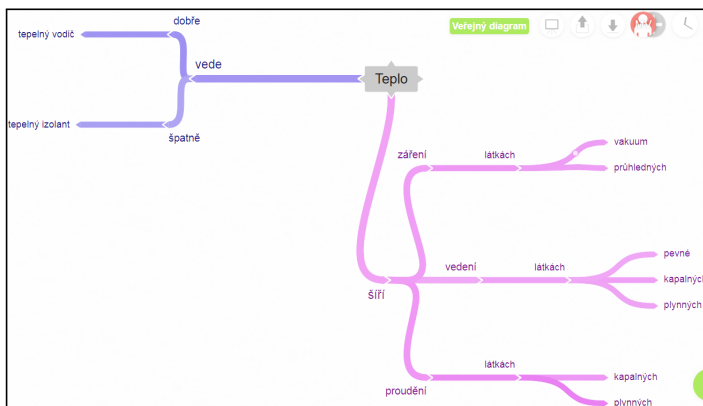 Veřejný diagram
dobře
tepelný vodič
vede
Teplo
tepelný izolant
špatně
vakuum
záření
látkách
průhledných
pevné
vedení
látkách
kapalných
šíří
plynných
látkách
kapalných
proudění
plynných